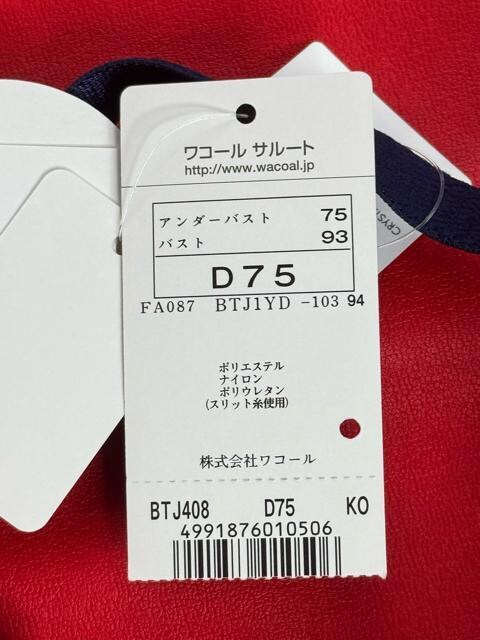 ワコール サルート
http://www.wacoal.jp
アンダーバスト 75
バスト 93
D75
FA087 BTJ1YD -103 94
ポリエステル
ナイロン
ポリウレタン
(スリット糸使用)
株式会社ワコール
BTJ408 D75 KO
4991876010506